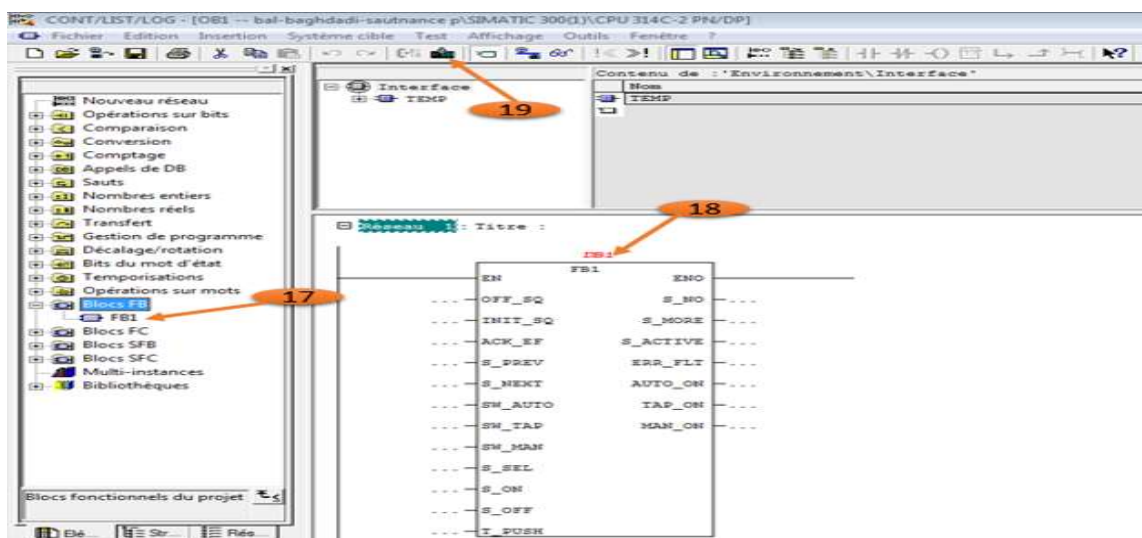 CONT/LIST/LOG - [OB1 -- bal-baghdadi-sautnance p\SIMATIC 300(1)\CPU 314C-2 PN/DP]
Fichier Edition Insertion Système cible Test Affichage Outils Fenêtre ?
Contenu de :'Environnement\Interface'
Interface
Nom
TEMP
TEMP
19
Nouveau réseau
Opérations sur bits
Comparaison
Conversion
Comptage
Appels de DB
Sauts
Nombres entiers
Nombres réels
Transfert
Gestion de programme
Décalage/rotation
Bits du mot d'état
Temporisations
Opérations sur mots
Blocs FB
FB1
Blocs FC
Blocs SFB
Blocs SFC
Multi-instances
Bibliothèques
17
Blocs fonctionnels du projet
Elé... Str... Rés...
18
Réseau 1: Titre :
DB1
FB1
EN ENO
... OFF_SQ S_NO ...
... INIT_SQ S_MORE ...
... ACK_EF S_ACTIVE ...
... S_PREV ERR_FLT ...
... S_NEXT AUTO_ON ...
... SW_AUTO TAP_ON ...
... SW_TAP MAN_ON ...
... SW_MAN
... S_SEL
... S_ON
... S_OFF
... T_PUSH